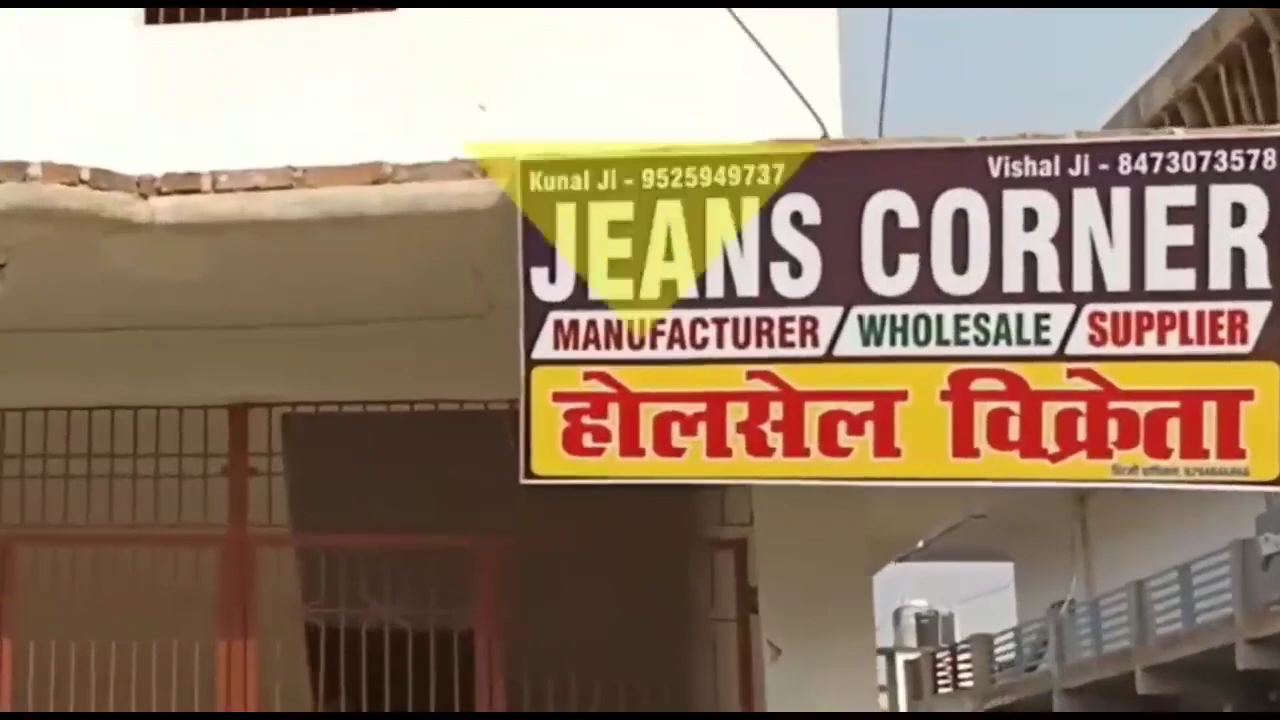 Kunal Ji - 9525949737
Vishal Ji - 8473073578
JEANS CORNER
MANUFACTURER WHOLESALE SUPPLIER
होलसेल विक्रेता